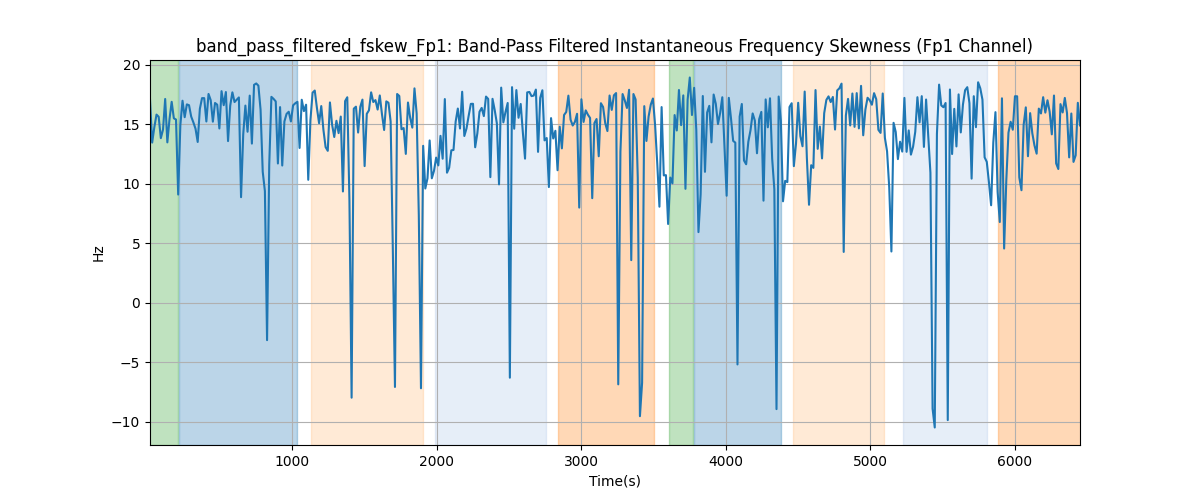 band_pass_filtered_fskew_Fp1: Band-Pass Filtered Instantaneous Frequency Skewness (Fp1 Channel)
20
15
10
5
0
−5
−10
Hz
1000 2000 3000 4000 5000 6000
Time(s)